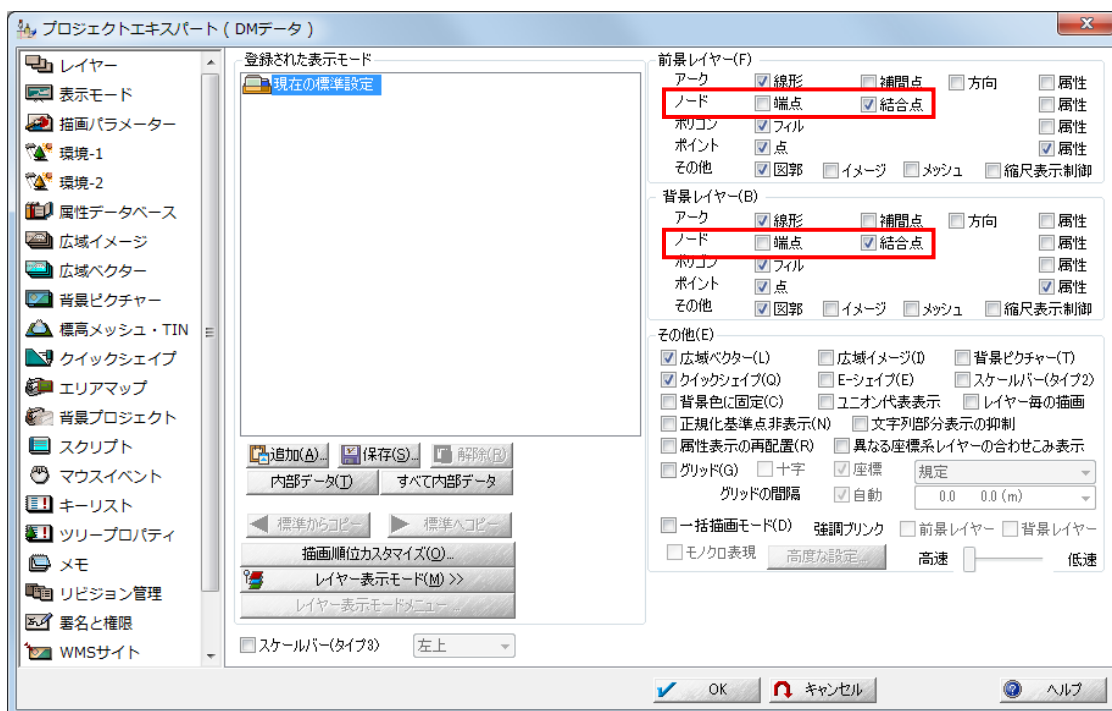 プロジェクトエキスパート ( DMデータ )
レイヤー
表示モード
描画パラメーター
環境-1
環境-2
属性データベース
広域イメージ
広域ベクター
背景ピクチャー
標高メッシュ・TIN
クイックシェイプ
エリアマップ
背景プロジェクト
スクリプト
マウスイベント
キーリスト
ツリープロパティ
メモ
リビジョン管理
署名と権限
WMSサイト
登録された表示モード
現在の標準設定
追加(A)... 保存(S)... 解除(R)
内部データ(T) すべて内部データ
標準からコピー 標準へコピー
描画順位カスタマイズ(O)...
レイヤー表示モード(M) >>
レイヤー表示モードメニュー ...
スケールバー(タイプ3) 左上
前景レイヤー(F)
アーク 線形 補間点 方向 属性
ノード 端点 結合点 属性
ポリゴン フィル 属性
ポイント 点 属性
その他 図郭 イメージ メッシュ 縮尺表示制御
背景レイヤー(B)
アーク 線形 補間点 方向 属性
ノード 端点 結合点 属性
ポリゴン フィル 属性
ポイント 点 属性
その他 図郭 イメージ メッシュ 縮尺表示制御
その他(E)
広域ベクター(L) 広域イメージ(I) 背景ピクチャー(T)
クイックシェイプ(Q) E-シェイプ(E) スケールバー(タイプ2)
背景色に固定(C) ユニオン代表表示 レイヤー毎の描画
正規化基準点非表示(N) 文字列部分表示の抑制
属性表示の再配置(R) 異なる座標系レイヤーの合わせこみ表示
グリッド(G) 十字 座標 規定
グリッドの間隔 自動 0.0 0.0 (m)
一括描画モード(D) 強調ブリンク 前景レイヤー 背景レイヤー
モノクロ表現 高度な設定... 高速 低速
OK キャンセル ヘルプ